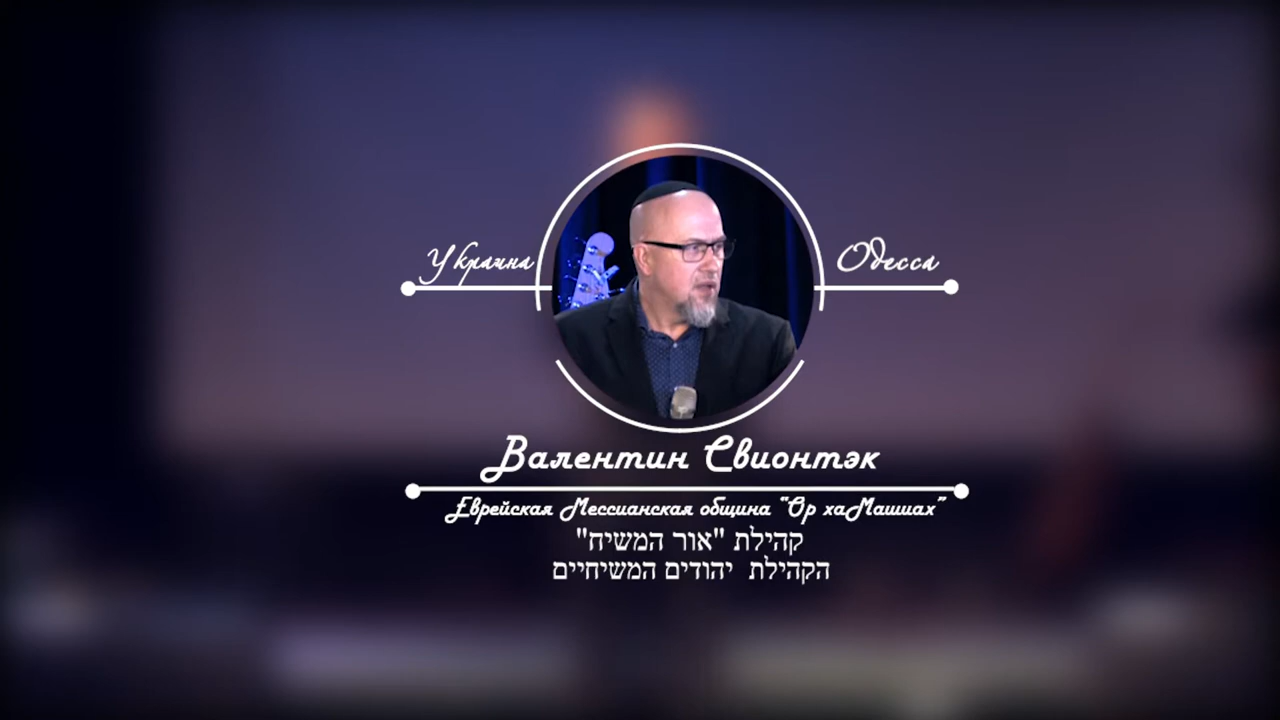 Украина
Одесса
Валентин Свионтэк
Еврейская Мессианская община "Ор хаМашиах"
קהילת "אור המשיח"
הקהילת יהודים המשיחיים